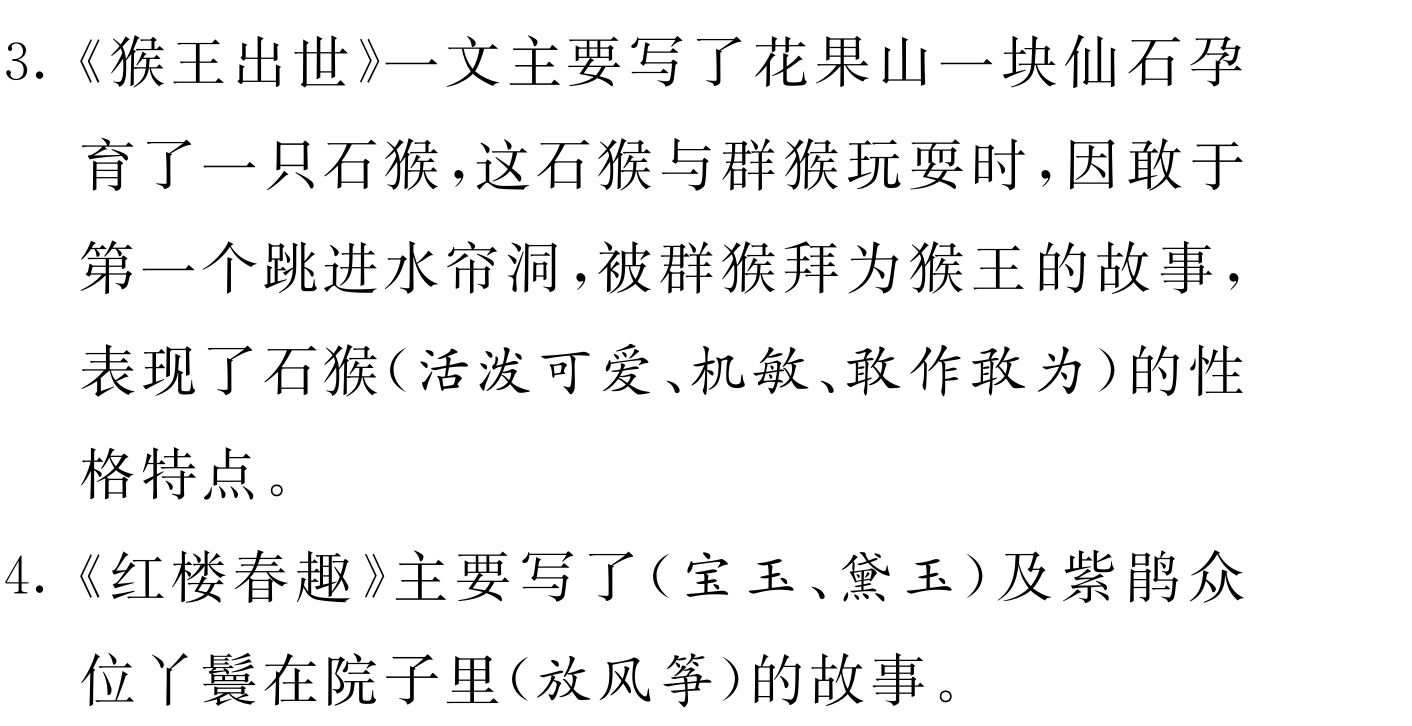 3.《猴王出世》一文主要写了花果山一块仙石孕
育了一只石猴,这石猴与群猴玩耍时,因敢于
第一个跳进水帘洞,被群猴拜为猴王的故事,
表现了石猴(活泼可爱、机敏、敢作敢为)的性
格特点。
4.《红楼春趣》主要写了(宝玉、黛玉)及紫鹃众
位丫鬟在院子里(放风筝)的故事。